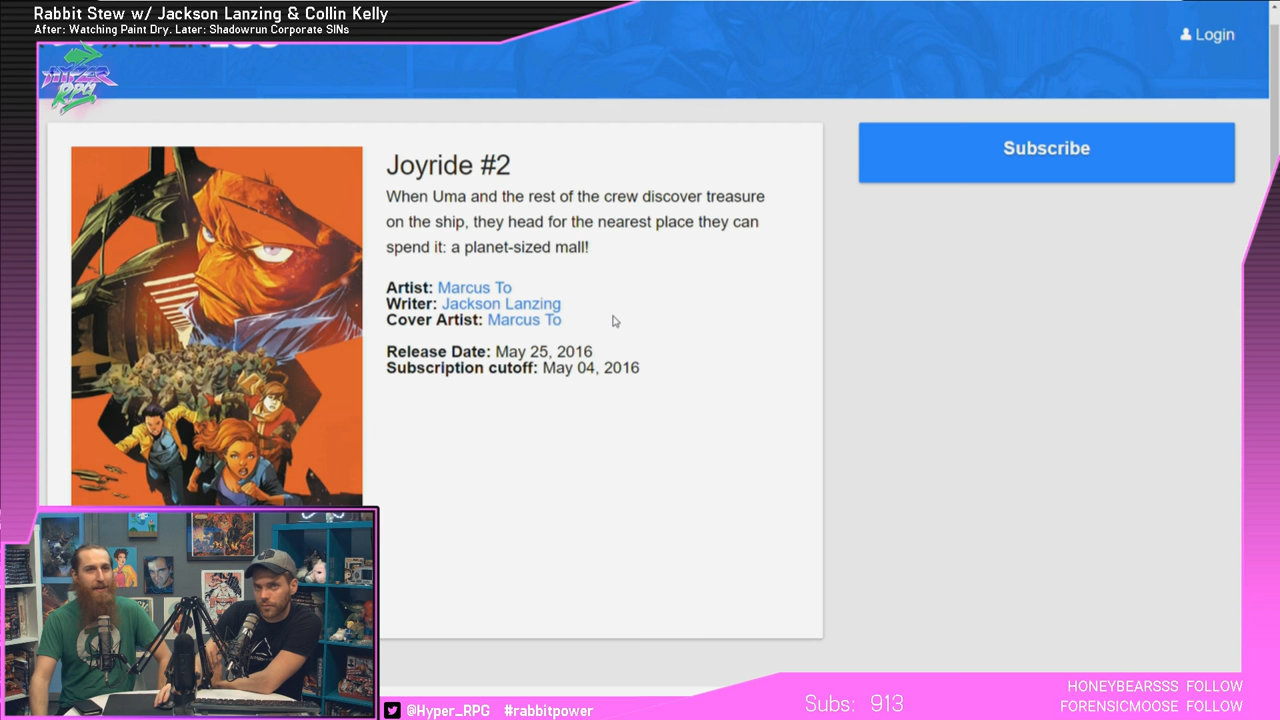 Rabbit Stew w/ Jackson Lanzing & Collin Kelly
After: Watching Paint Dry. Later: Shadowrun Corporate SINs
Login
HYPER
RPG
Subscribe
Joyride #2
When Uma and the rest of the crew discover treasure
on the ship, they head for the nearest place they can
spend it: a planet-sized mall!
Artist: Marcus To
Writer: Jackson Lanzing
Cover Artist: Marcus To
Release Date: May 25, 2016
Subscription cutoff: May 04, 2016
@Hyper_RPG #rabbitpower
Subs: 913
HONEYBEARSSS FOLLOW
FORENSICMOOSE FOLLOW